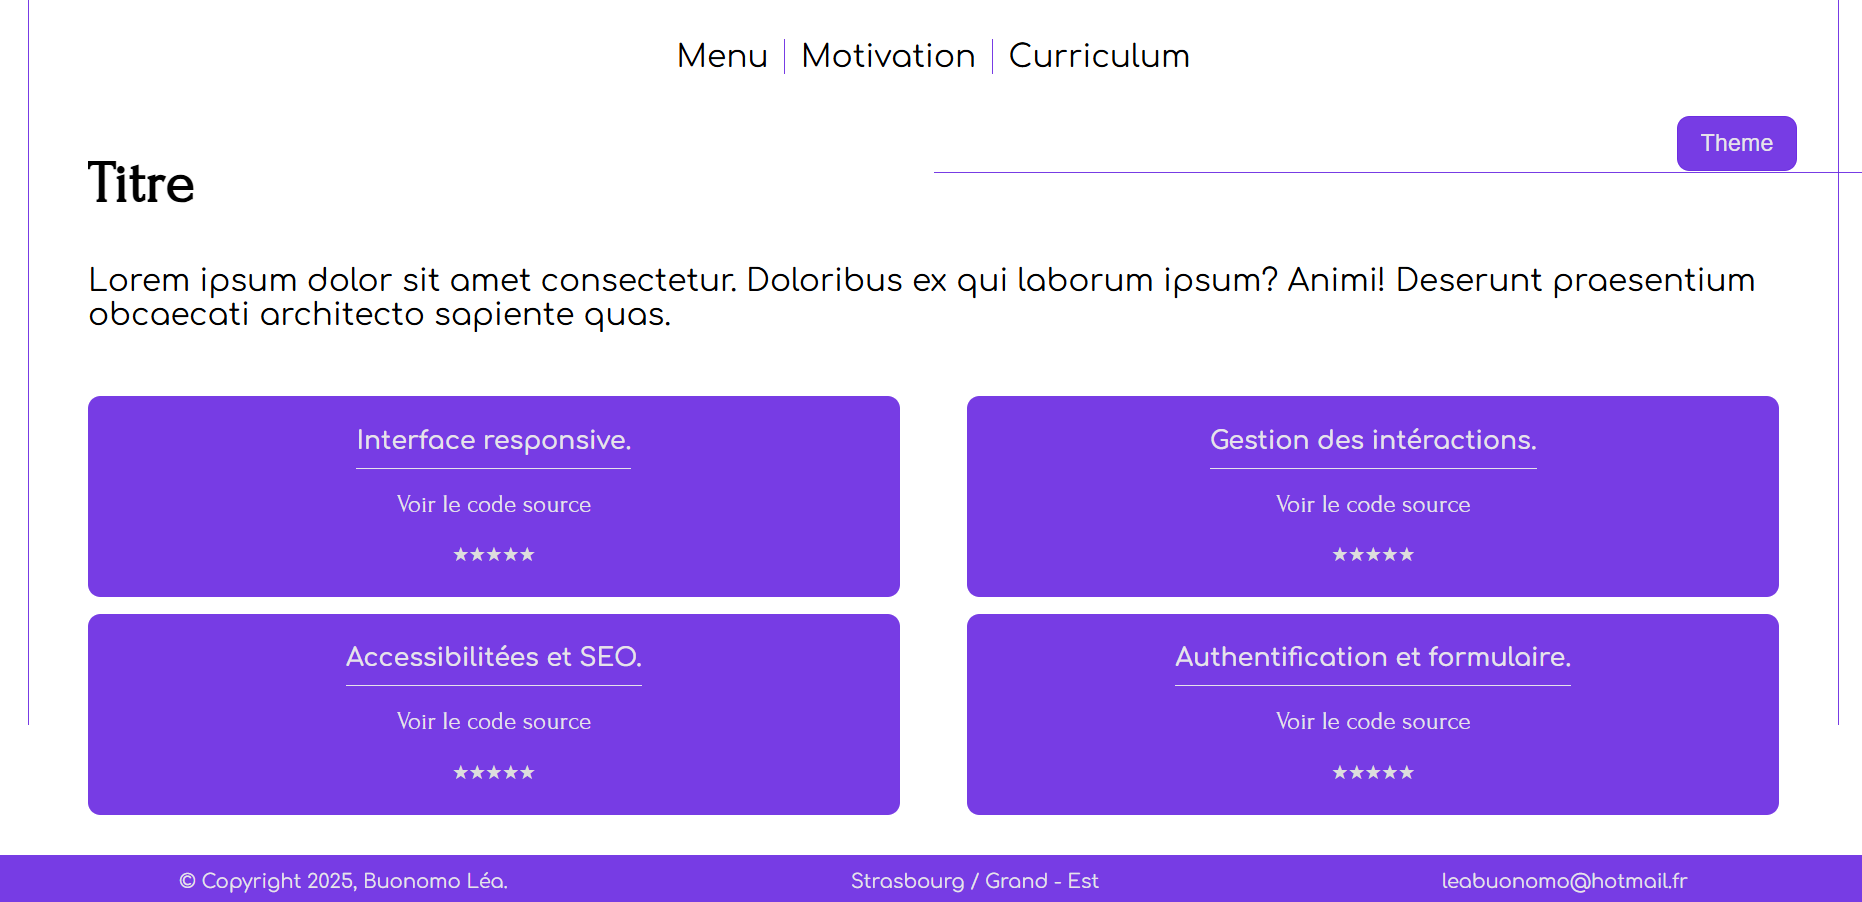 Menu Motivation Curriculum
Theme
Titre
Lorem ipsum dolor sit amet consectetur. Doloribus ex qui laborum ipsum? Animi! Deserunt praesentium
obcaecati architecto sapiente quas.
Interface responsive.
Voir le code source
★★★★★
Gestion des intéractions.
Voir le code source
★★★★★
Accessibilitées et SEO.
Voir le code source
★★★★★
Authentification et formulaire.
Voir le code source
★★★★★
© Copyright 2025, Buonomo Léa.
Strasbourg / Grand - Est
leabuonomo@hotmail.fr